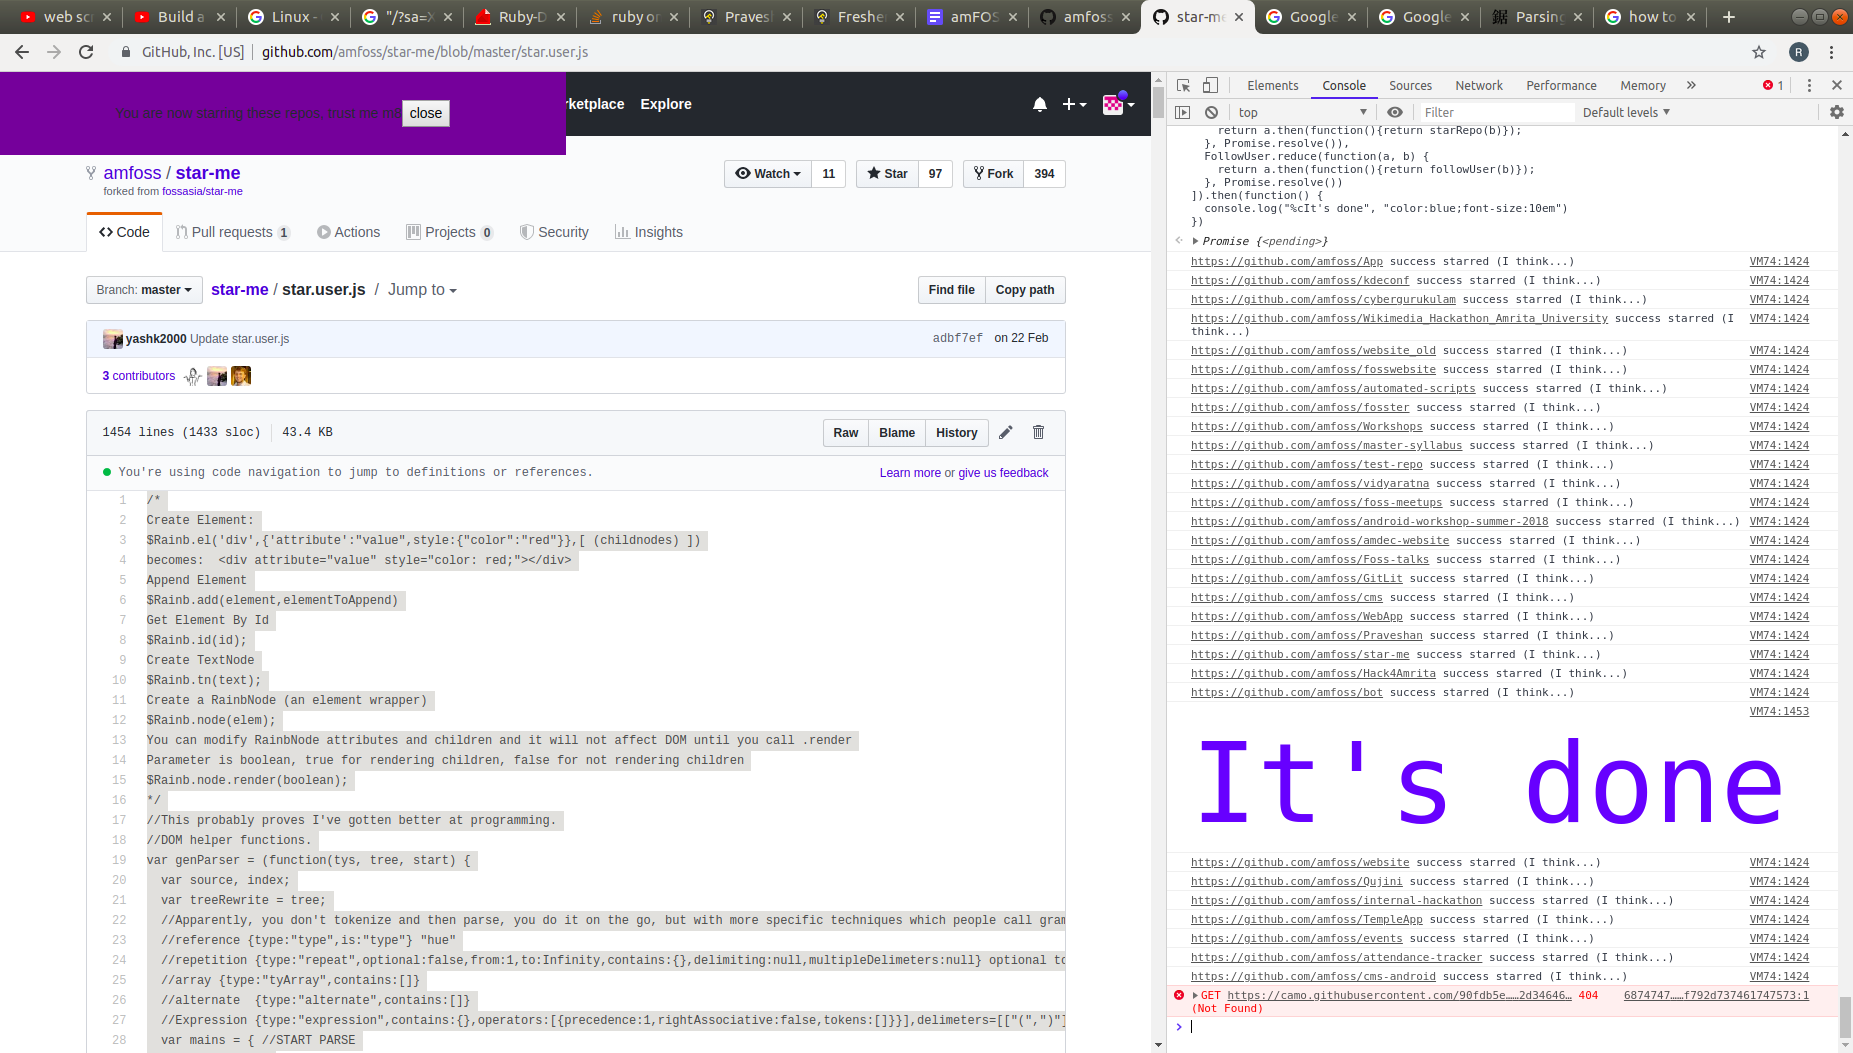 web scr
Build a
Linux -
"/?sa=X
Ruby-D
ruby or
Pravesh
Fresher
amFOS
amfoss
star-me
Google
Google
Parsing
how to
GitHub, Inc. [US] | github.com/amfoss/star-me/blob/master/star.user.js
R
You are now starring these repos, trust me m8
close
rketplace Explore
amfoss / star-me
forked from fossasia/star-me
Watch 11 Star 97 Fork 394
Code Pull requests 1 Actions Projects 0 Security Insights
Branch: master star-me / star.user.js / Jump to Find file Copy path
yashk2000 Update star.user.js adbf7ef on 22 Feb
3 contributors
1454 lines (1433 sloc) 43.4 KB Raw Blame History
You're using code navigation to jump to definitions or references. Learn more or give us feedback
1 /*
2 Create Element:
3 $Rainb.el('div',{'attribute':"value",style:{"color":"red"}},[ (childnodes) ])
4 becomes:  <div attribute="value" style="color: red;"></div>
5 Append Element
6 $Rainb.add(element,elementToAppend)
7 Get Element By Id
8 $Rainb.id(id);
9 Create TextNode
10 $Rainb.tn(text);
11 Create a RainbNode (an element wrapper)
12 $Rainb.node(elem);
13 You can modify RainbNode attributes and children and it will not affect DOM until you call .render
14 Parameter is boolean, true for rendering children, false for not rendering children
15 $Rainb.node.render(boolean);
16 */
17 //This probably proves I've gotten better at programming.
18 //DOM helper functions.
19 var genParser = (function(tys, tree, start) {
20   var source, index;
21   var treeRewrite = tree;
22   //Apparently, you don't tokenize and then parse, you do it on the go, but with more specific techniques which people call gram
23   //reference {type:"type",is:"type"} "hue"
24   //repetition {type:"repeat",optional:false,from:1,to:Infinity,contains:{},delimiting:null,multipleDelimeters:null} optional to
25   //array {type:"tyArray",contains:[]}
26   //alternate  {type:"alternate",contains:[]}
27   //Expression {type:"expression",contains:{},operators:[{precedence:1,rightAssociative:false,tokens:[]}}],delimeters=[["(",")"]
28   var mains = { //START PARSE
Elements Console Sources Network Performance Memory » 1
top Filter Default levels
return a.then(function(){return starRepo(b)});
}, Promise.resolve()),
FollowUser.reduce(function(a, b) {
return a.then(function(){return followUser(b)});
}, Promise.resolve())
]).then(function() {
console.log("%cIt's done", "color:blue;font-size:10em")
})
Promise {<pending>}
https://github.com/amfoss/App success starred (I think...) VM74:1424
https://github.com/amfoss/kdeconf success starred (I think...) VM74:1424
https://github.com/amfoss/cybergurukulam success starred (I think...) VM74:1424
https://github.com/amfoss/Wikimedia_Hackathon_Amrita_University success starred (I VM74:1424
think...)
https://github.com/amfoss/website_old success starred (I think...) VM74:1424
https://github.com/amfoss/fosswebsite success starred (I think...) VM74:1424
https://github.com/amfoss/automated-scripts success starred (I think...) VM74:1424
https://github.com/amfoss/fosster success starred (I think...) VM74:1424
https://github.com/amfoss/Workshops success starred (I think...) VM74:1424
https://github.com/amfoss/master-syllabus success starred (I think...) VM74:1424
https://github.com/amfoss/test-repo success starred (I think...) VM74:1424
https://github.com/amfoss/vidyaratna success starred (I think...) VM74:1424
https://github.com/amfoss/foss-meetups success starred (I think...) VM74:1424
https://github.com/amfoss/android-workshop-summer-2018 success starred (I think...) VM74:1424
https://github.com/amfoss/amdec-website success starred (I think...) VM74:1424
https://github.com/amfoss/Foss-talks success starred (I think...) VM74:1424
https://github.com/amfoss/GitLit success starred (I think...) VM74:1424
https://github.com/amfoss/cms success starred (I think...) VM74:1424
https://github.com/amfoss/WebApp success starred (I think...) VM74:1424
https://github.com/amfoss/Praveshan success starred (I think...) VM74:1424
https://github.com/amfoss/star-me success starred (I think...) VM74:1424
https://github.com/amfoss/Hack4Amrita success starred (I think...) VM74:1424
https://github.com/amfoss/bot success starred (I think...) VM74:1424
VM74:1453
It's done
https://github.com/amfoss/website success starred (I think...) VM74:1424
https://github.com/amfoss/Qujini success starred (I think...) VM74:1424
https://github.com/amfoss/internal-hackathon success starred (I think...) VM74:1424
https://github.com/amfoss/TempleApp success starred (I think...) VM74:1424
https://github.com/amfoss/events success starred (I think...) VM74:1424
https://github.com/amfoss/attendance-tracker success starred (I think...) VM74:1424
https://github.com/amfoss/cms-android success starred (I think...) VM74:1424
GET https://camo.githubusercontent.com/90fdb5e……2d34646… 404 6874747……f792d737461747573:1
(Not Found)